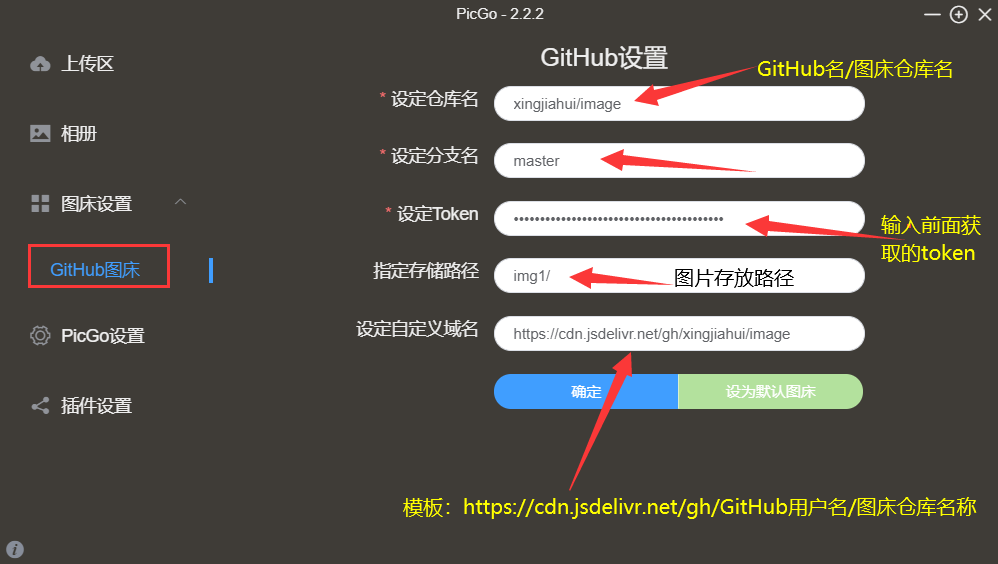 PicGo - 2.2.2
上传区
相册
图床设置
GitHub图床
PicGo设置
插件设置
GitHub设置
GitHub名/图床仓库名
* 设定仓库名
xingjiahui/image
* 设定分支名
master
* 设定Token
••••••••••••••••••••••••••••••••••••••••
输入前面获
取的token
指定存储路径
img1/
图片存放路径
设定自定义域名
https://cdn.jsdelivr.net/gh/xingjiahui/image
确定
设为默认图床
模板：https://cdn.jsdelivr.net/gh/GitHub用户名/图床仓库名称